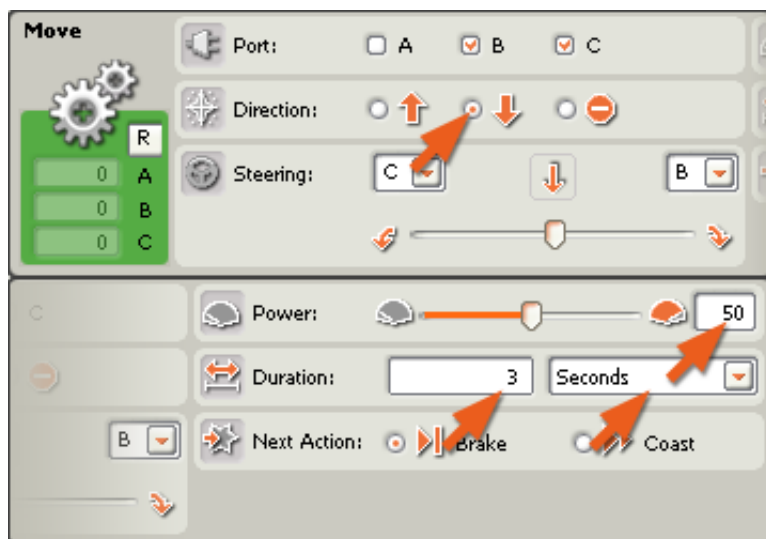 Move
Port: A B C
Direction:
R
Steering: C B
0 A
0 B
0 C
C
Power: 50
Duration: 3 Seconds
B
Next Action: Brake Coast